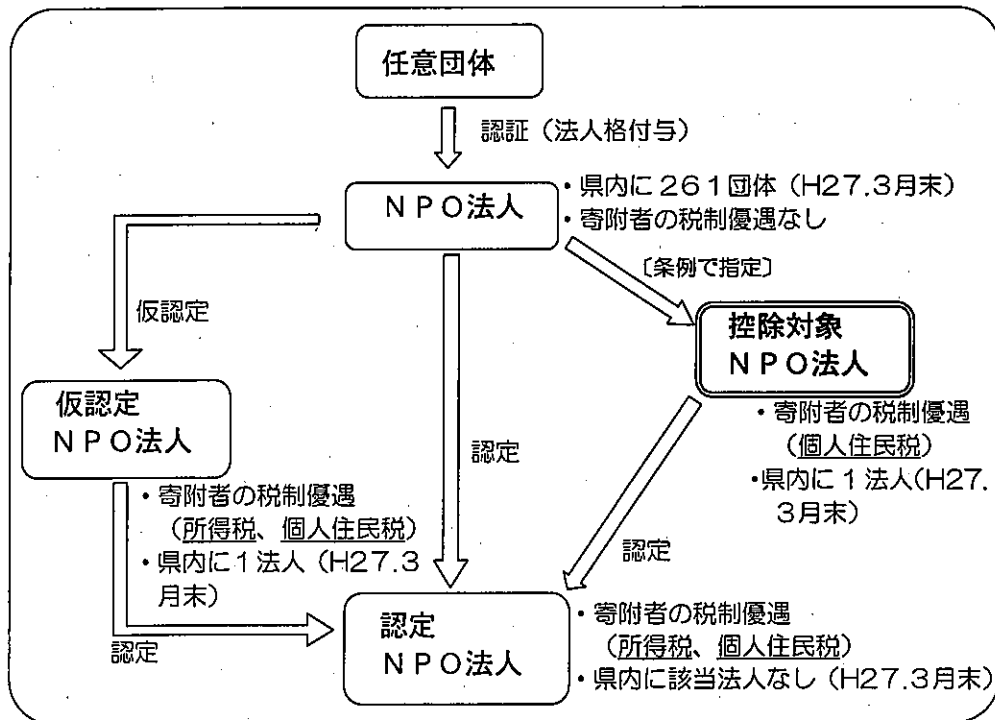 任意団体
認証（法人格付与）
ＮＰＯ法人
・県内に２６１団体（H27.3月末）
・寄附者の税制優遇なし
〔条例で指定〕
仮認定
控除対象
ＮＰＯ法人
・寄附者の税制優遇
（個人住民税）
・県内に１法人（H27.
３月末）
仮認定
ＮＰＯ法人
認定
・寄附者の税制優遇
（所得税、個人住民税）
・県内に１法人（H27.3
月末）
認定
認定
認定
ＮＰＯ法人
・寄附者の税制優遇
（所得税、個人住民税）
・県内に該当法人なし（H27.3月末）